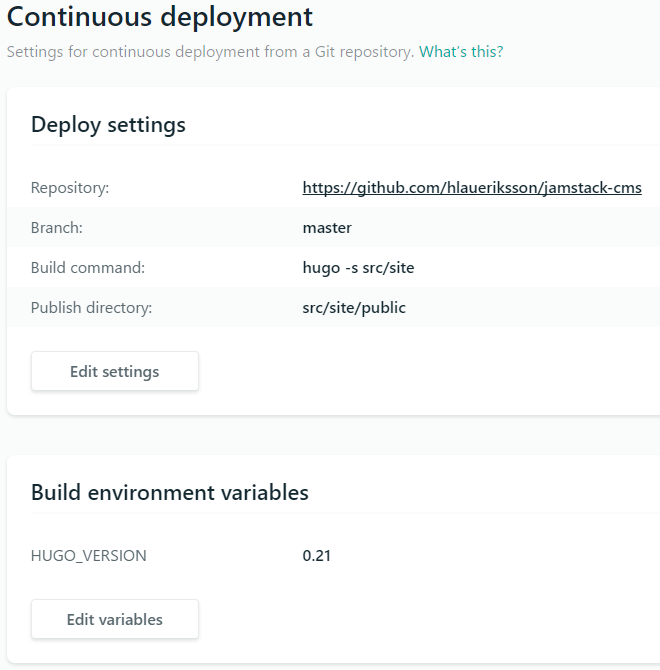 Continuous deployment
Settings for continuous deployment from a Git repository. What's this?
Deploy settings
Repository: https://github.com/hlaueriksson/jamstack-cms
Branch: master
Build command: hugo -s src/site
Publish directory: src/site/public
Edit settings
Build environment variables
HUGO_VERSION 0.21
Edit variables